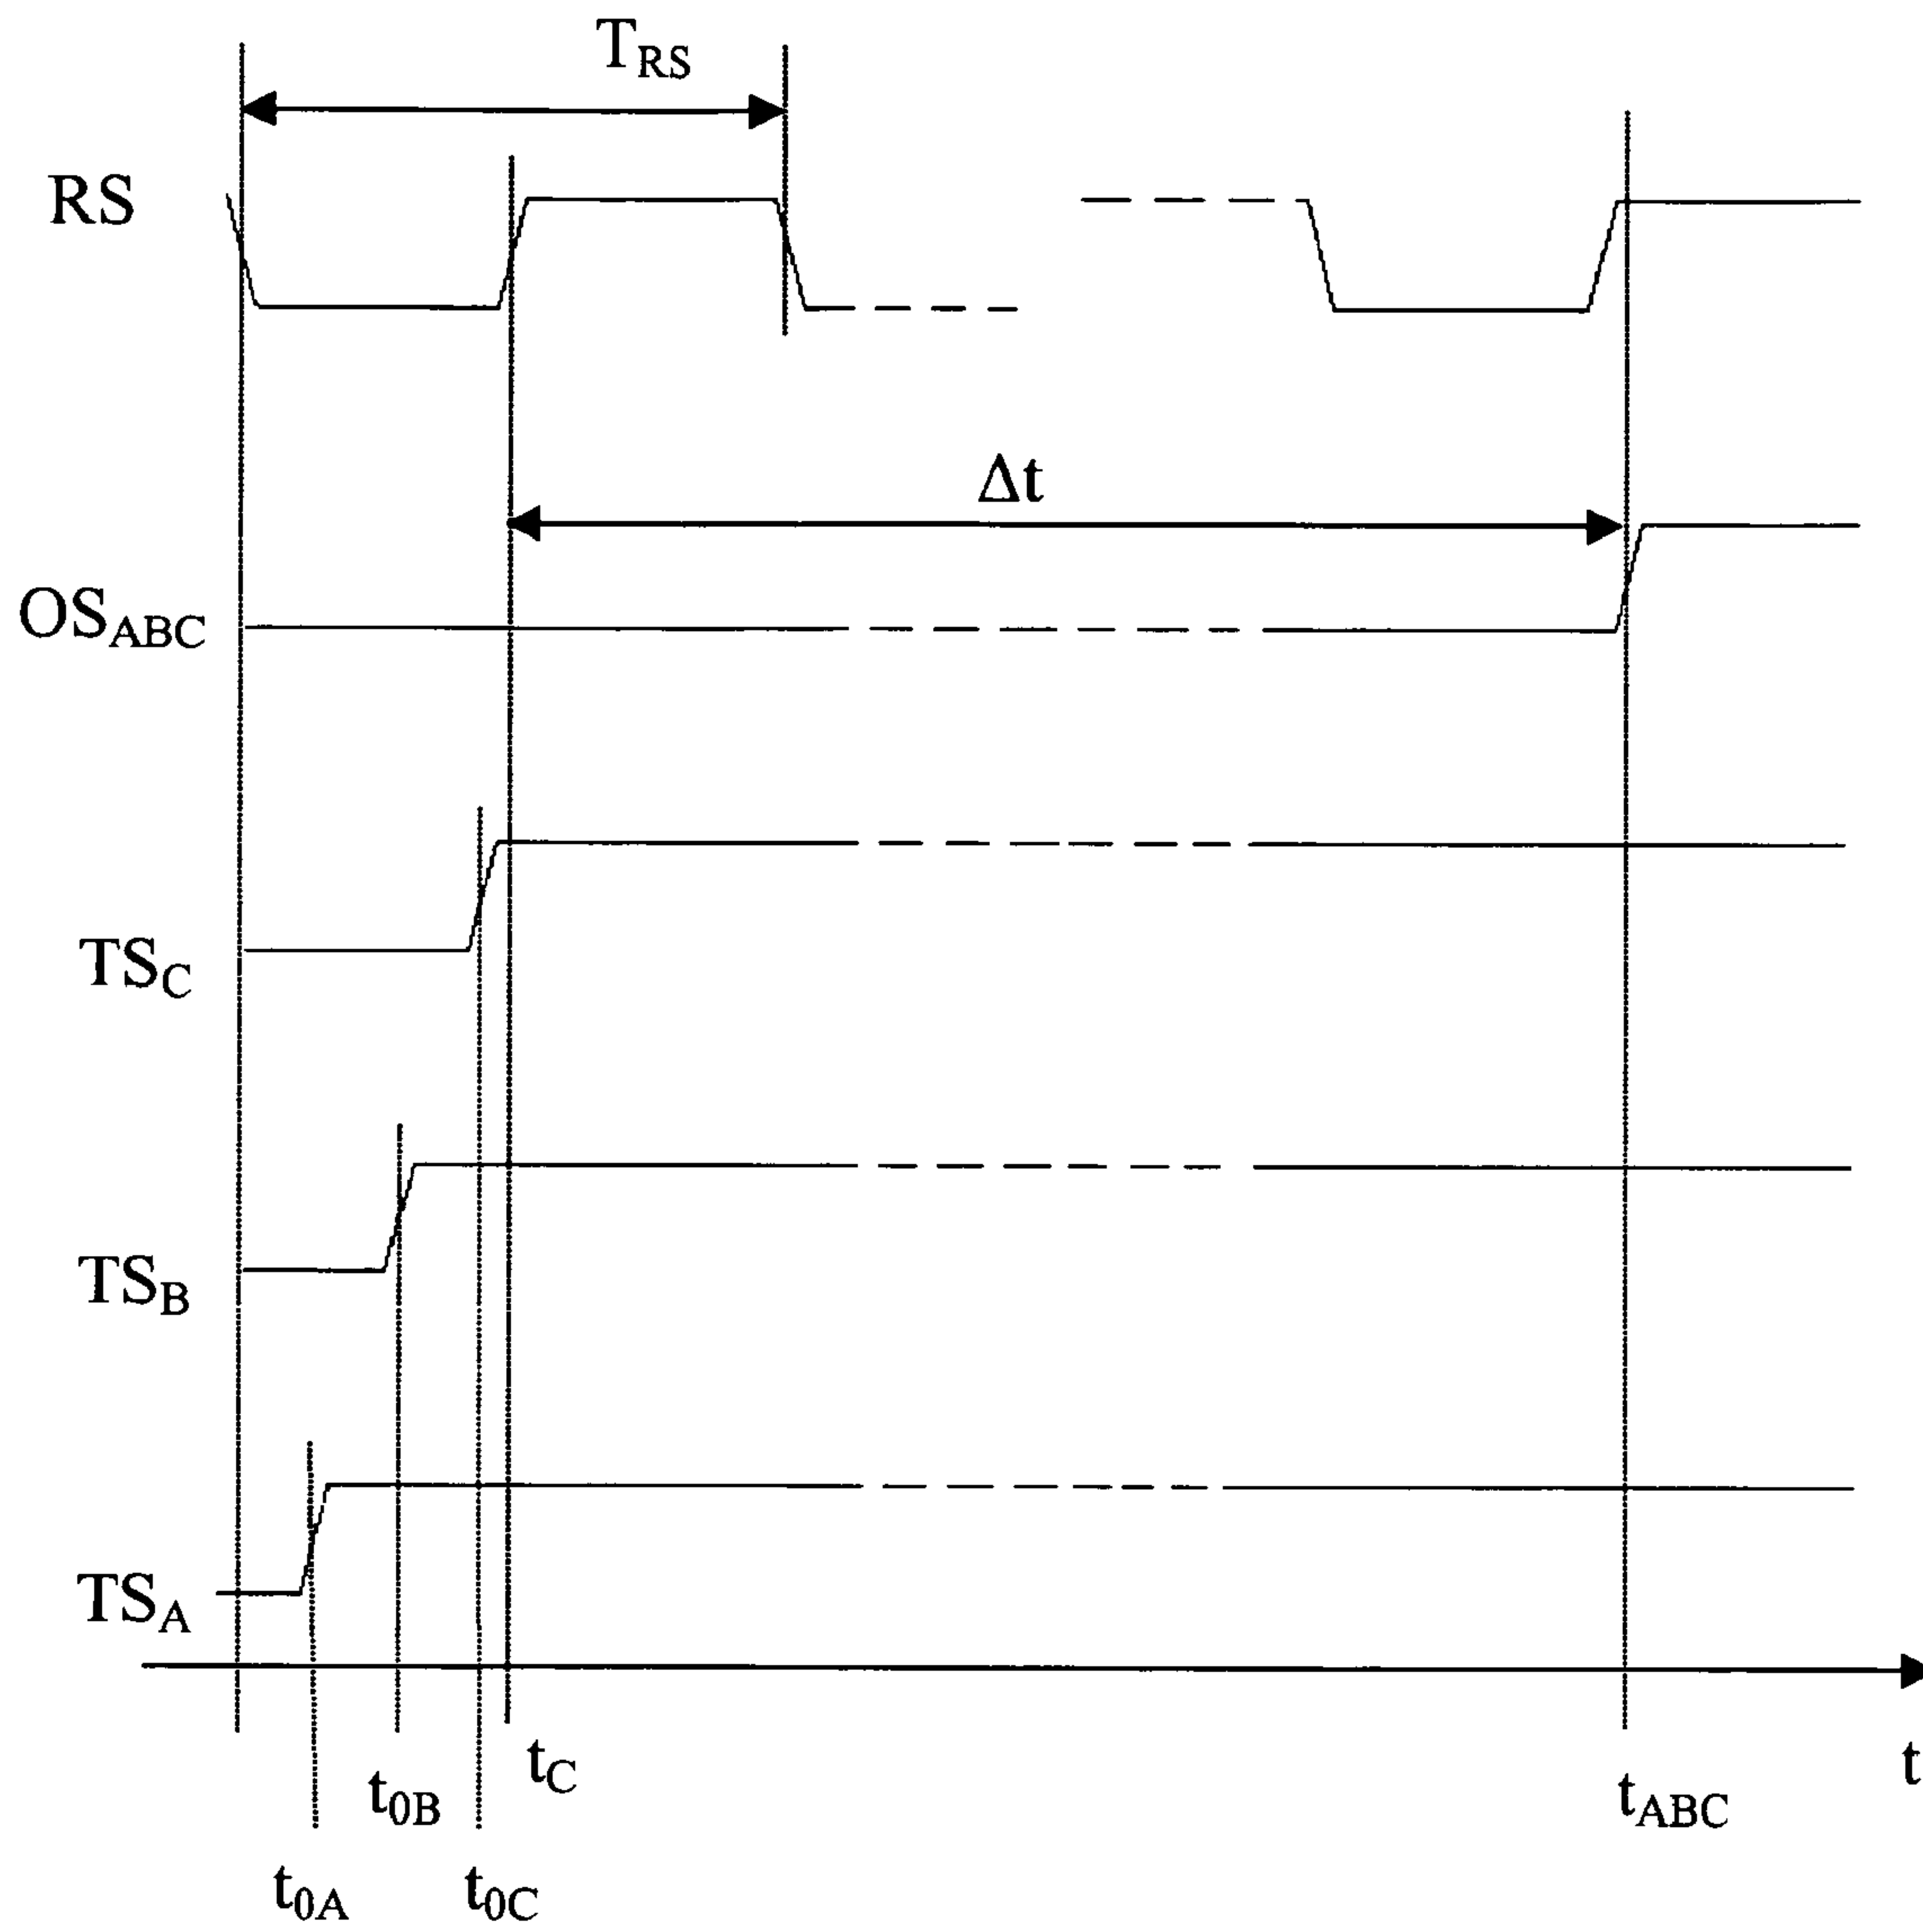 T_RS
RS
Δt
OS_ABC
TS_C
TS_B
TS_A
t_C
t_0B
t_ABC
t
t_0A
t_0C